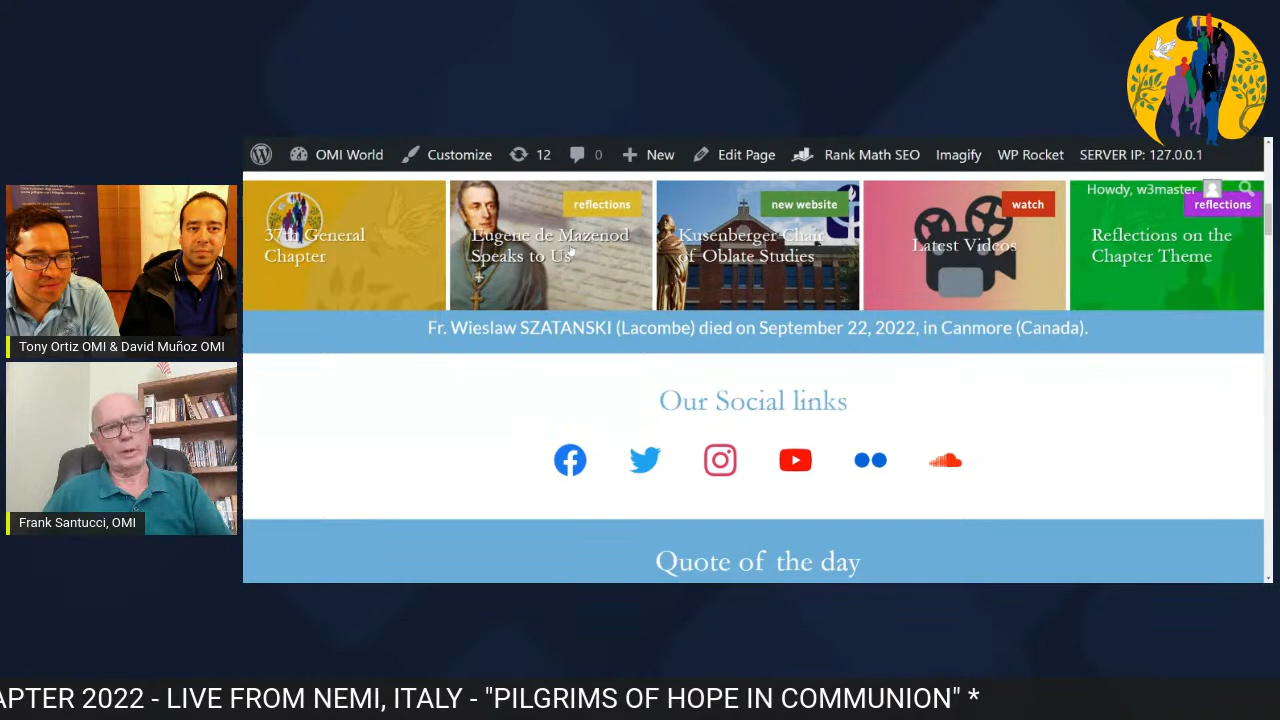 OMI World
Customize
12
0
New
Edit Page
Rank Math SEO
Imagify
WP Rocket
SERVER IP: 127.0.0.1
Howdy, w3master
37th General
Chapter
reflections
Eugene de Mazenod
Speaks to Us
new website
Kusenberger Chair
of Oblate Studies
watch
Latest Videos
reflections
Reflections on the
Chapter Theme
Fr. Wieslaw SZATANSKI (Lacombe) died on September 22, 2022, in Canmore (Canada).
Our Social links
Quote of the day
Tony Ortiz OMI & David Muñoz OMI
Frank Santucci, OMI
APTER 2022 - LIVE FROM NEMI, ITALY - "PILGRIMS OF HOPE IN COMMUNION" *